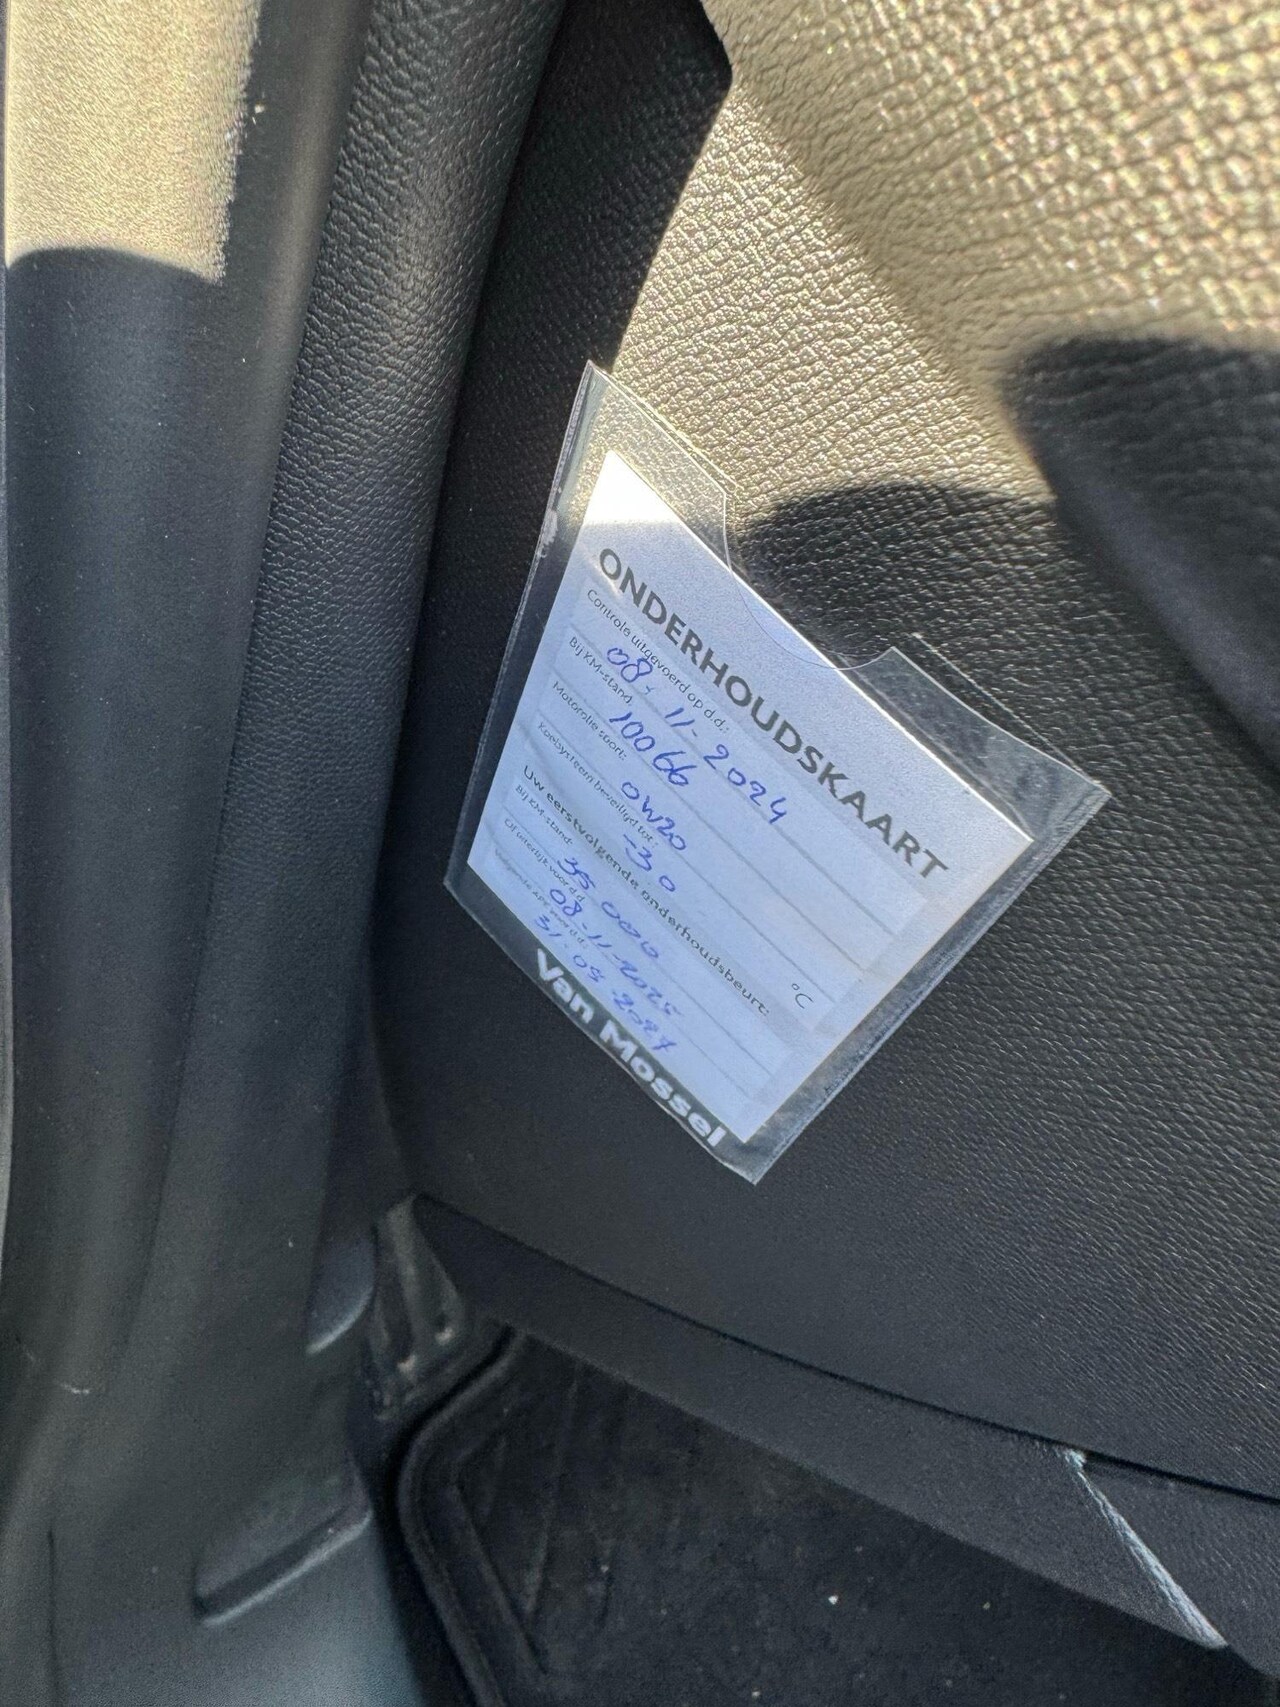 ONDERHOUDSKAART
Controle uitgevoerd op d.d.:
08-11-2024
Bij KM-stand:
10066
Motorolie soort:
0W20
Koelsysteem beveiligd tot:
-30 °C
Uw eerstvolgende onderhoudsbeurt:
Bij KM-stand:
35 000
Of uiterlijk voor d.d.
08-11-2025
Volgende APK voor d.d.:
31-05-2027
Van Mossel